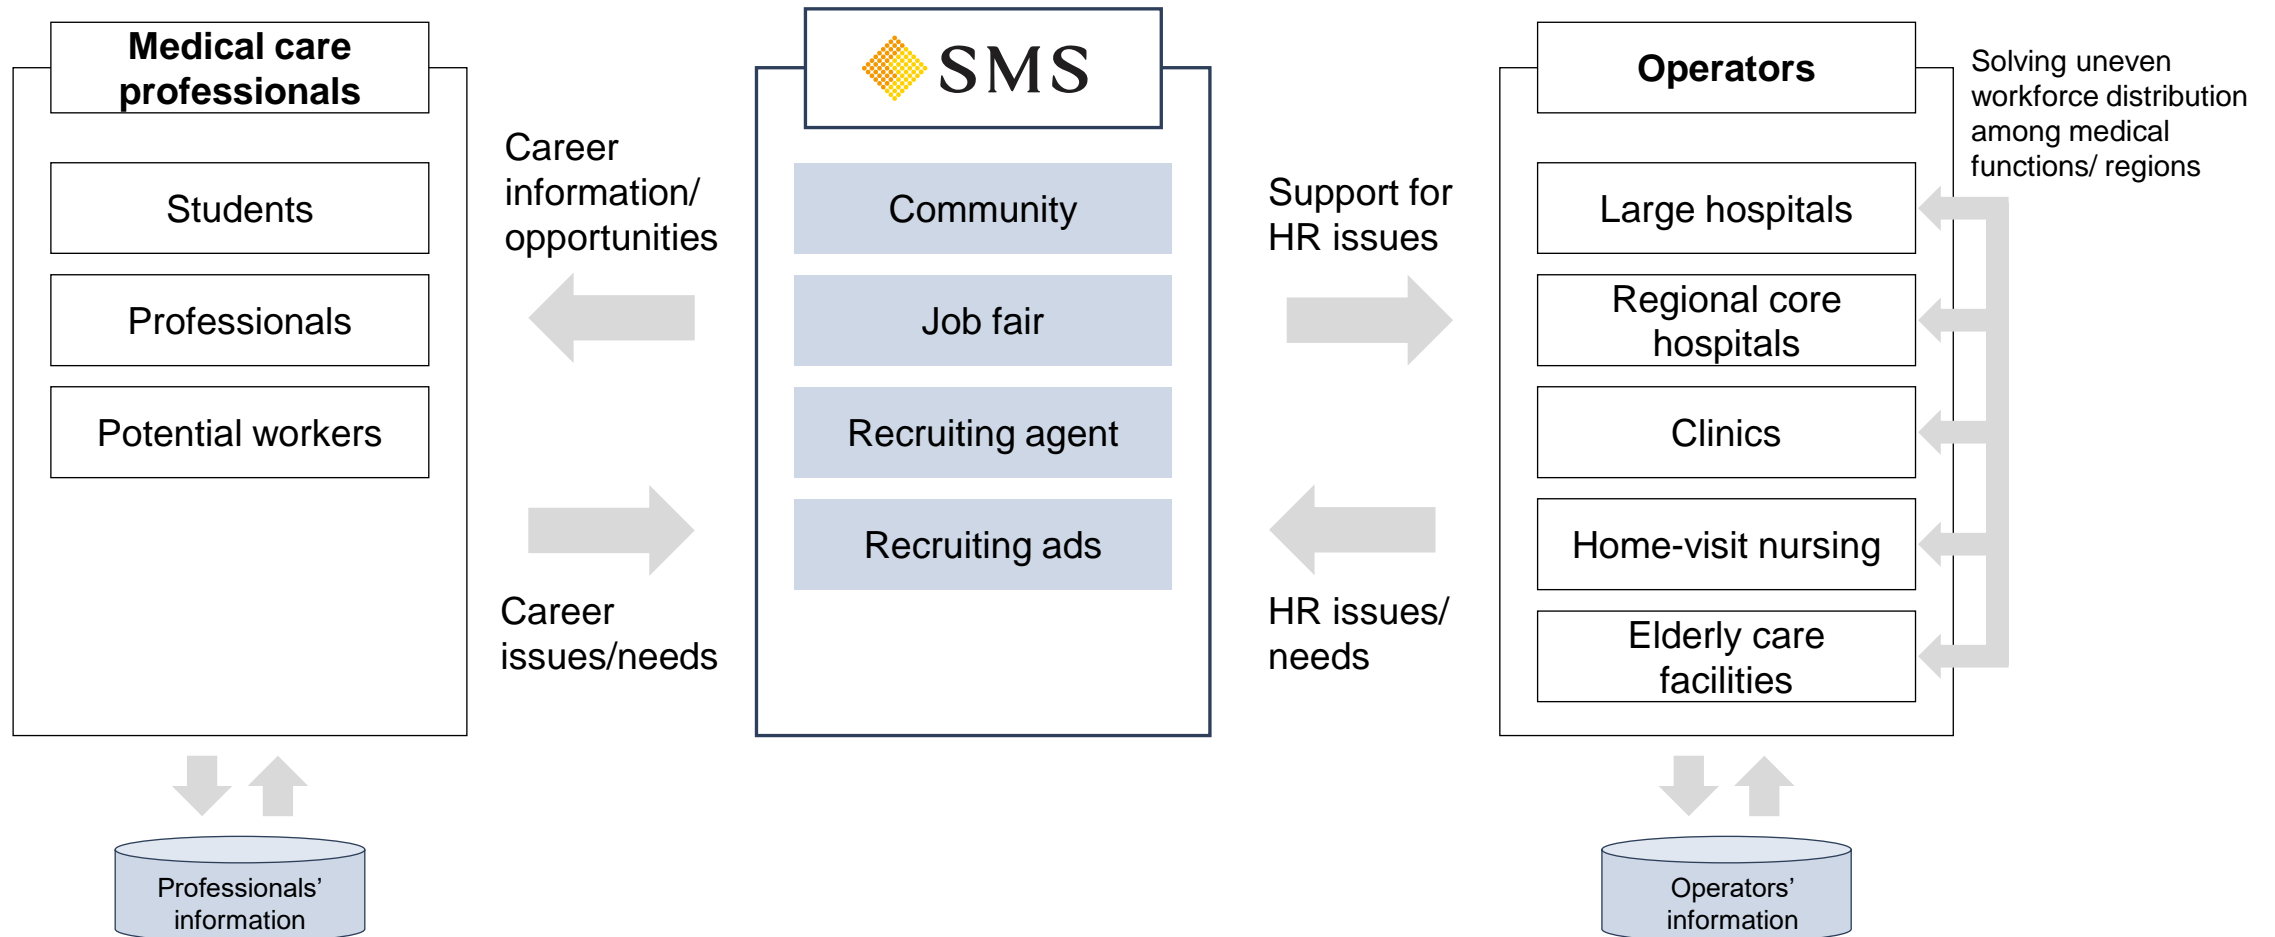 Medical care
professionals
Students
Professionals
Potential workers
Career
information/
opportunities
Career
issues/needs
SMS
Community
Job fair
Recruiting agent
Recruiting ads
Support for
HR issues
HR issues/
needs
Operators
Large hospitals
Regional core
hospitals
Clinics
Home-visit nursing
Elderly care
facilities
Solving uneven
workforce distribution
among medical
functions/ regions
Professionals’
information
Operators’
information